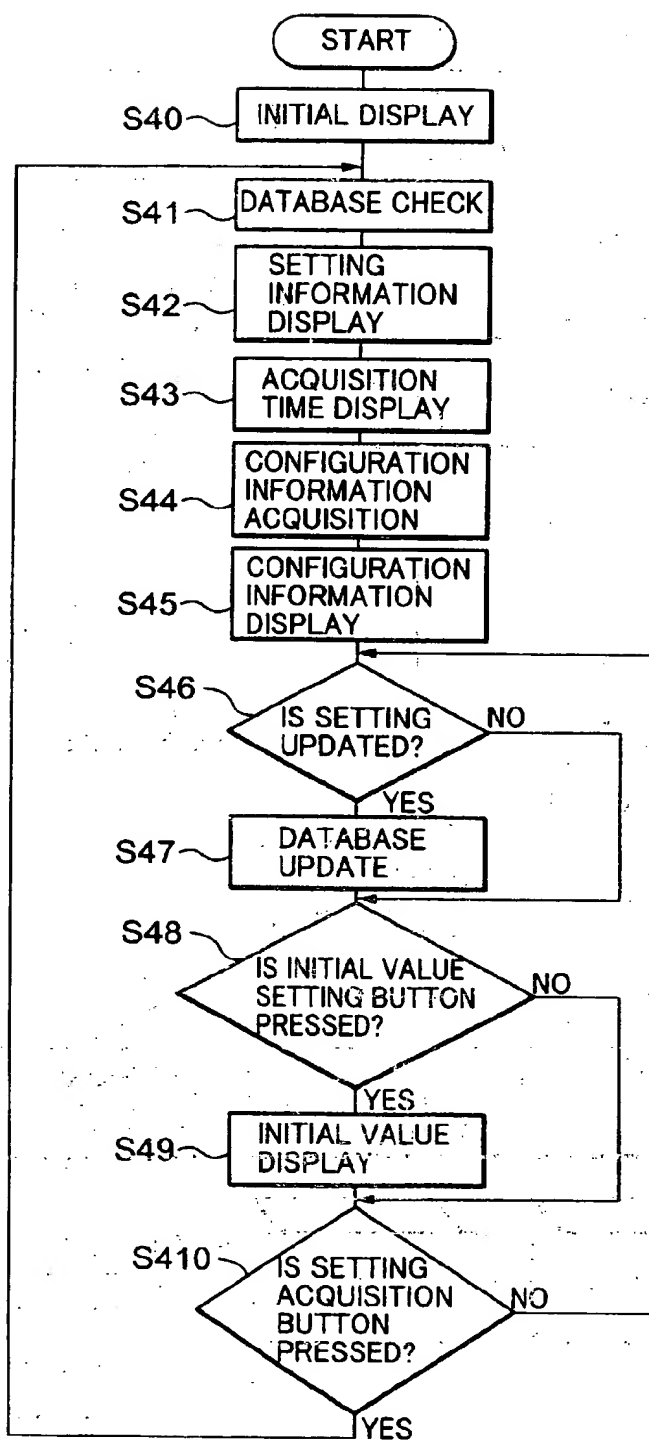 START
S40
INITIAL DISPLAY
S41
DATABASE CHECK
S42
SETTING
INFORMATION
DISPLAY
S43
ACQUISITION
TIME DISPLAY
S44
CONFIGURATION
INFORMATION
ACQUISITION
S45
CONFIGURATION
INFORMATION
DISPLAY
S46
IS SETTING
UPDATED?
NO
YES
S47
DATABASE
UPDATE
S48
IS INITIAL VALUE
SETTING BUTTON
PRESSED?
NO
YES
S49
INITIAL VALUE
DISPLAY
S410
IS SETTING
ACQUISITION
BUTTON
PRESSED?
NO
YES